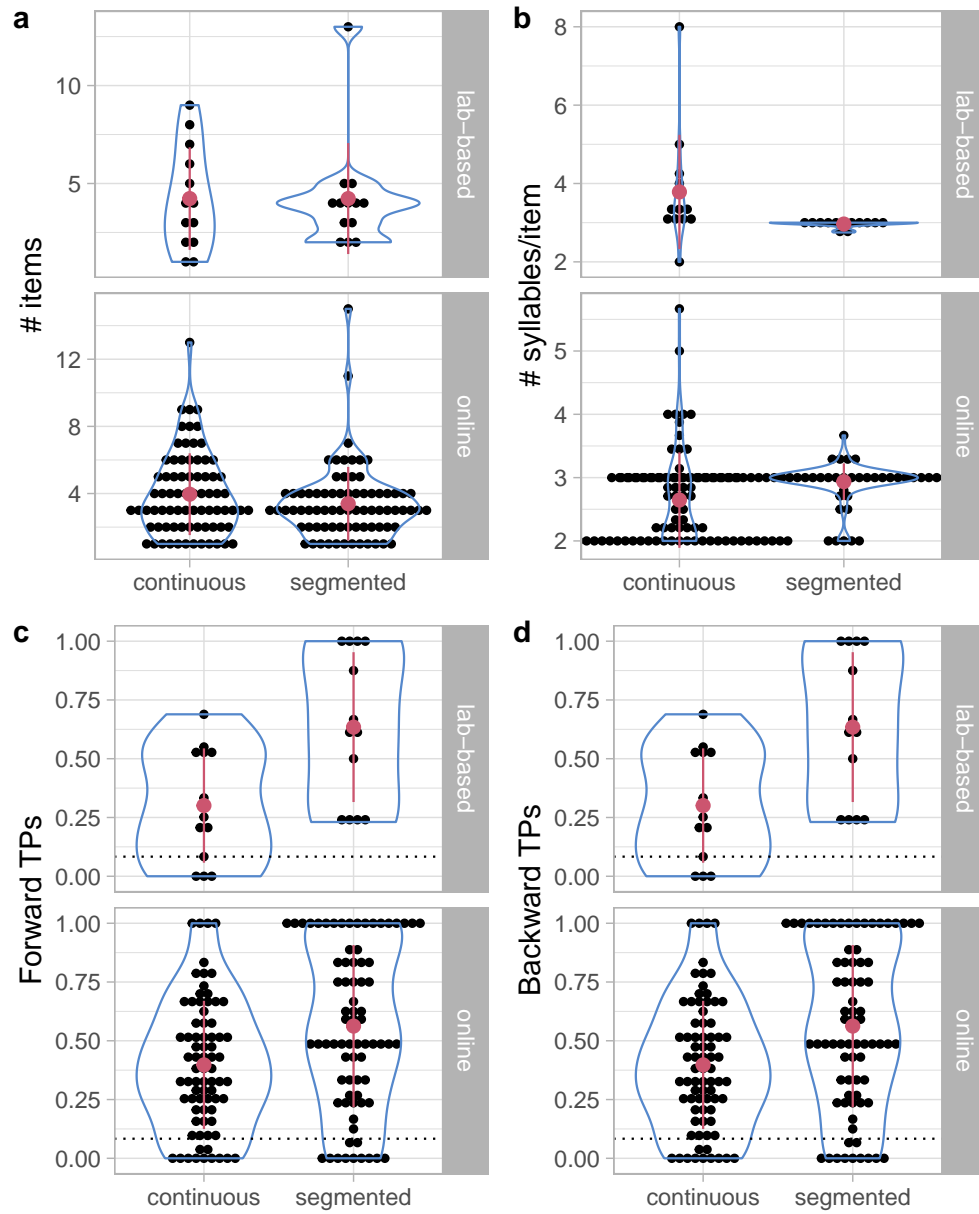 a
# items
10
5
lab−based
12
8
4
online
continuous
segmented
b
# syllables/item
8
6
4
2
lab−based
5
4
3
2
online
continuous
segmented
c
Forward TPs
1.00
0.75
0.50
0.25
0.00
lab−based
1.00
0.75
0.50
0.25
0.00
online
continuous
segmented
d
Backward TPs
1.00
0.75
0.50
0.25
0.00
lab−based
1.00
0.75
0.50
0.25
0.00
online
continuous
segmented